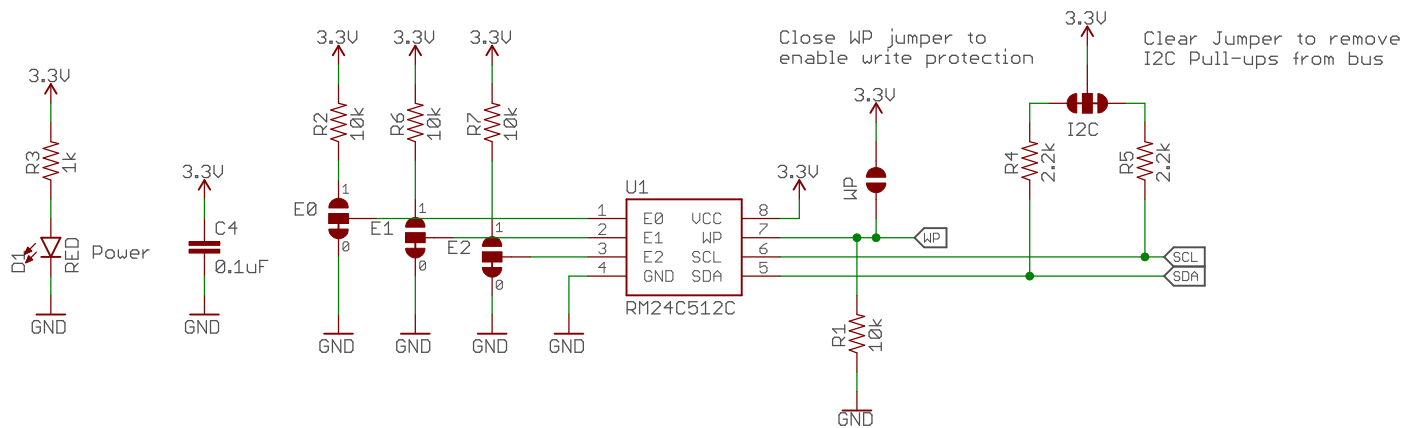 3.3V
R3
1k
D1
RED
Power
GND
3.3V
C4
0.1uF
GND
3.3V
R2
10k
E0
1
0
GND
3.3V
R6
10k
E1
1
0
GND
3.3V
R7
10k
E2
1
0
GND
GND
U1
1 E0 VCC 8
2 E1 WP 7
3 E2 SCL 6
4 GND SDA 5
RM24C512C
3.3V
Close WP jumper to
enable write protection
3.3V
WP
WP
R1
10k
GND
3.3V
Clear Jumper to remove
I2C Pull-ups from bus
I2C
R4
2.2k
R5
2.2k
SCL
SDA